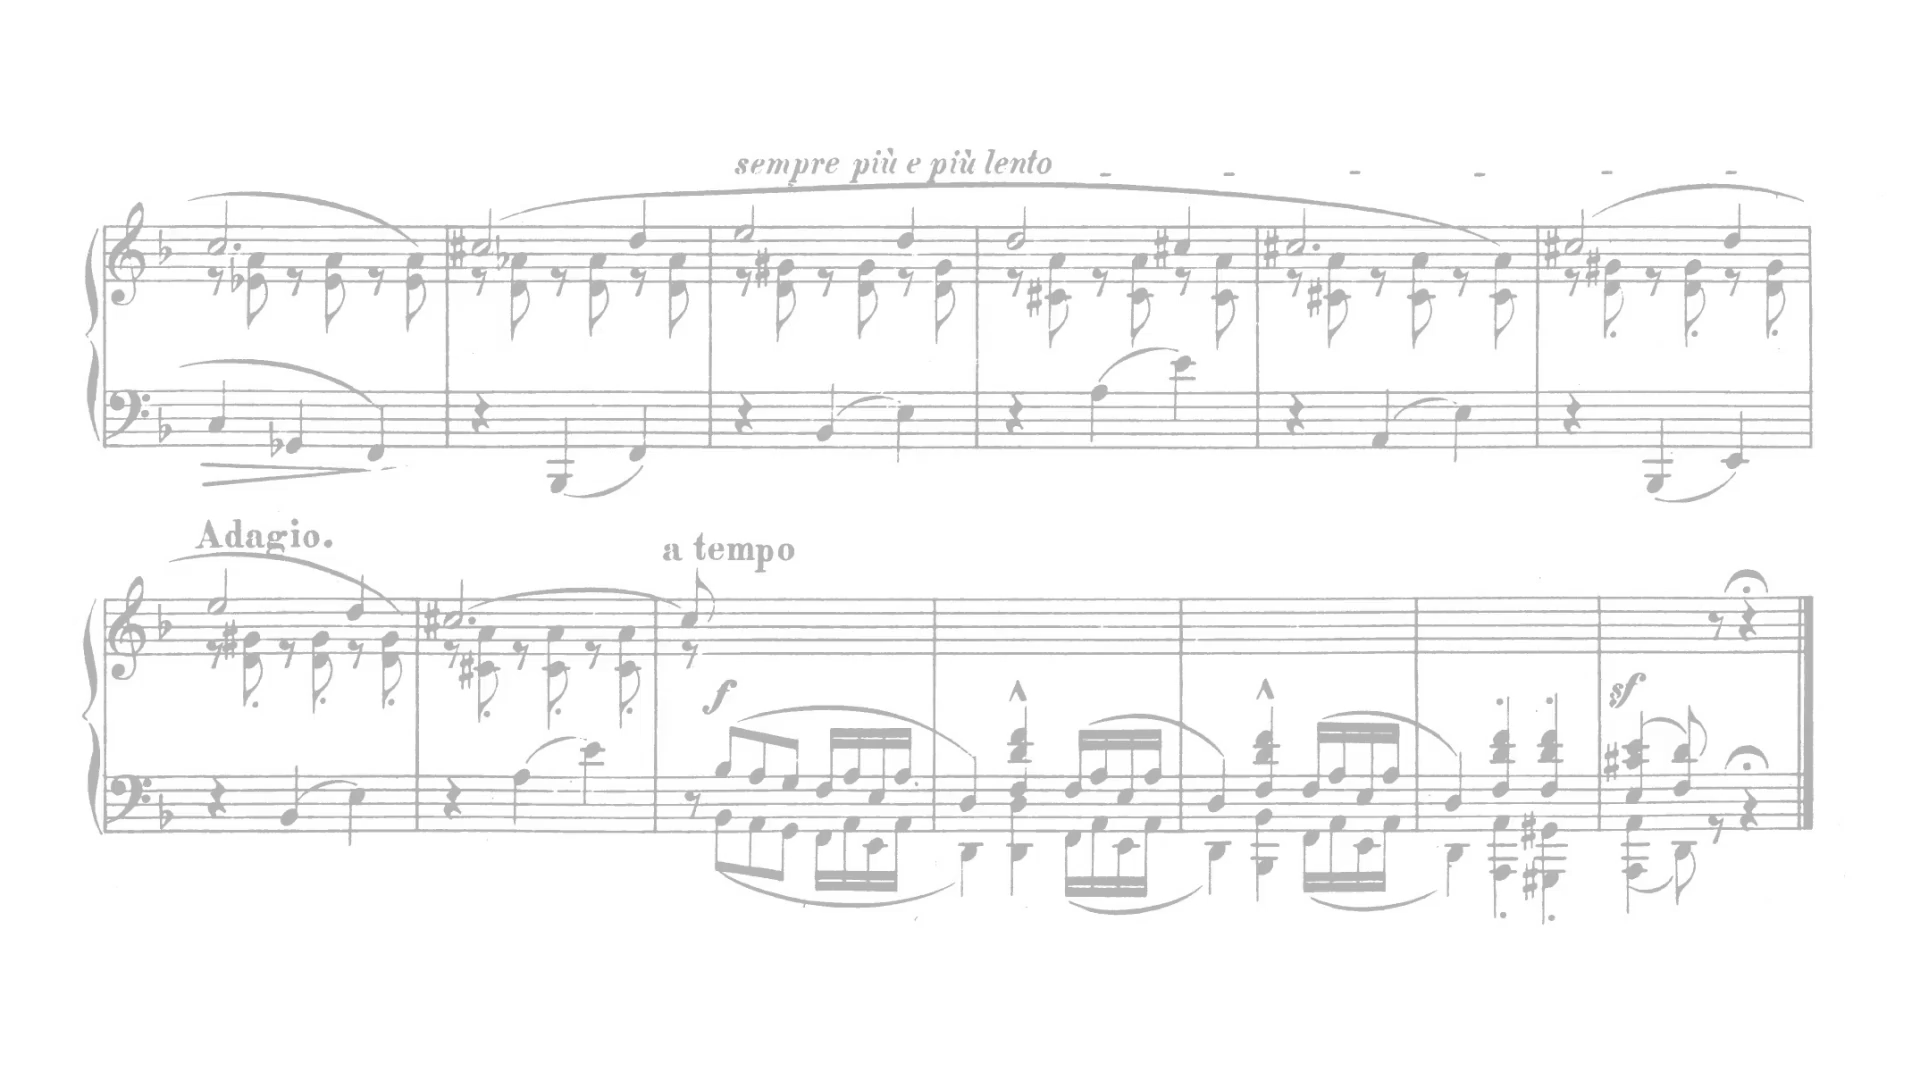 sempre più e più lento - - - - - -
Adagio.
a tempo
f
sf